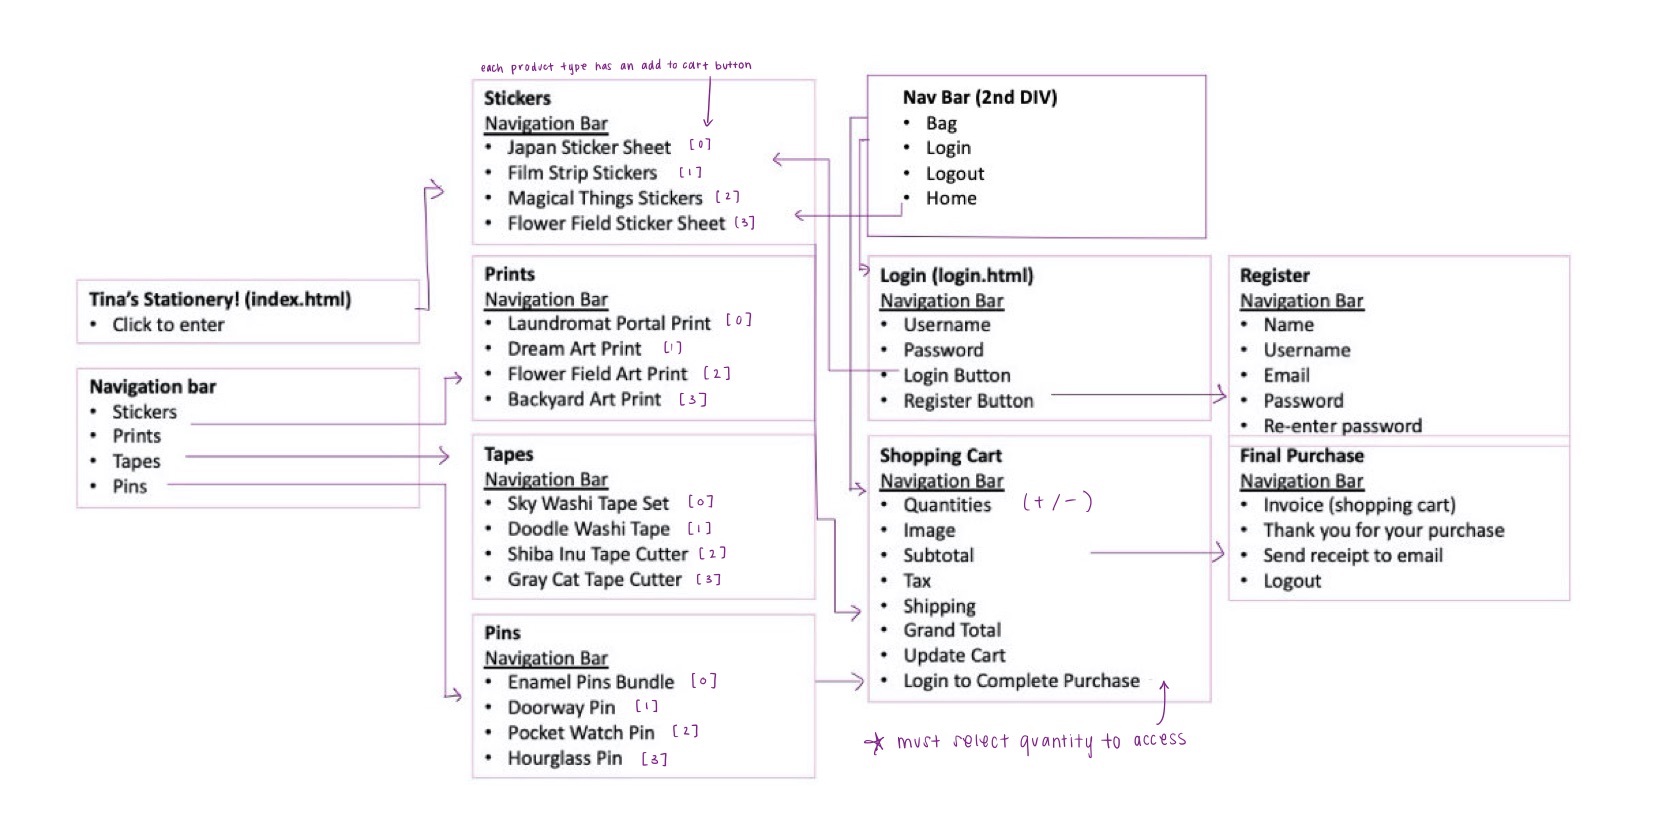 each product type has an add to cart button
Tina's Stationery! (index.html)
• Click to enter
Navigation bar
• Stickers
• Prints
• Tapes
• Pins
Stickers
Navigation Bar
• Japan Sticker Sheet [0]
• Film Strip Stickers [1]
• Magical Things Stickers [2]
• Flower Field Sticker Sheet [3]
Prints
Navigation Bar
• Laundromat Portal Print [0]
• Dream Art Print [1]
• Flower Field Art Print [2]
• Backyard Art Print [3]
Tapes
Navigation Bar
• Sky Washi Tape Set [0]
• Doodle Washi Tape [1]
• Shiba Inu Tape Cutter [2]
• Gray Cat Tape Cutter [3]
Pins
Navigation Bar
• Enamel Pins Bundle [0]
• Doorway Pin [1]
• Pocket Watch Pin [2]
• Hourglass Pin [3]
Nav Bar (2nd DIV)
• Bag
• Login
• Logout
• Home
Login (login.html)
Navigation Bar
• Username
• Password
• Login Button
• Register Button
Shopping Cart
Navigation Bar
• Quantities (+/-)
• Image
• Subtotal
• Tax
• Shipping
• Grand Total
• Update Cart
• Login to Complete Purchase
* must select quantity to access
Register
Navigation Bar
• Name
• Username
• Email
• Password
• Re-enter password
Final Purchase
Navigation Bar
• Invoice (shopping cart)
• Thank you for your purchase
• Send receipt to email
• Logout